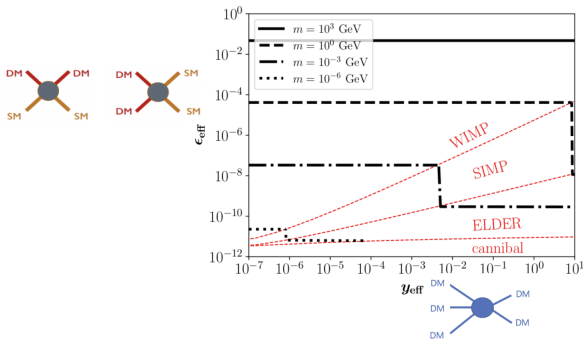 10^0
10^-2
10^-4
10^-6
10^-8
10^-10
10^-12
ϵ_eff
m = 10^3 GeV
m = 10^0 GeV
m = 10^-3 GeV
m = 10^-6 GeV
DM DM
SM SM
DM SM
DM SM
WIMP
SIMP
ELDER
cannibal
10^-7 10^-6 10^-5 10^-4 10^-3 10^-2 10^-1 10^0 10^1
y_eff
DM
DM
DM
DM
DM